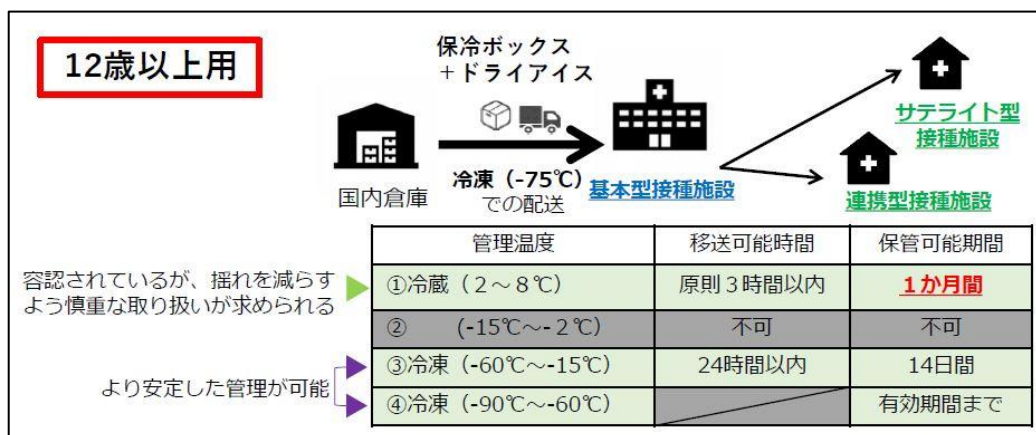 12歳以上用
保冷ボックス
＋ドライアイス
国内倉庫
冷凍（-75℃）
での配送
基本型接種施設
サテライト型
接種施設
連携型接種施設
管理温度 移送可能時間 保管可能期間
容認されているが、揺れを減らす
よう慎重な取り扱いが求められる
①冷蔵（２～８℃） 原則３時間以内 １か月間
② (-15℃～-２℃) 不可 不可
より安定した管理が可能
③冷凍（-60℃～-15℃） 24時間以内 14日間
④冷凍（-90℃～-60℃） 有効期間まで